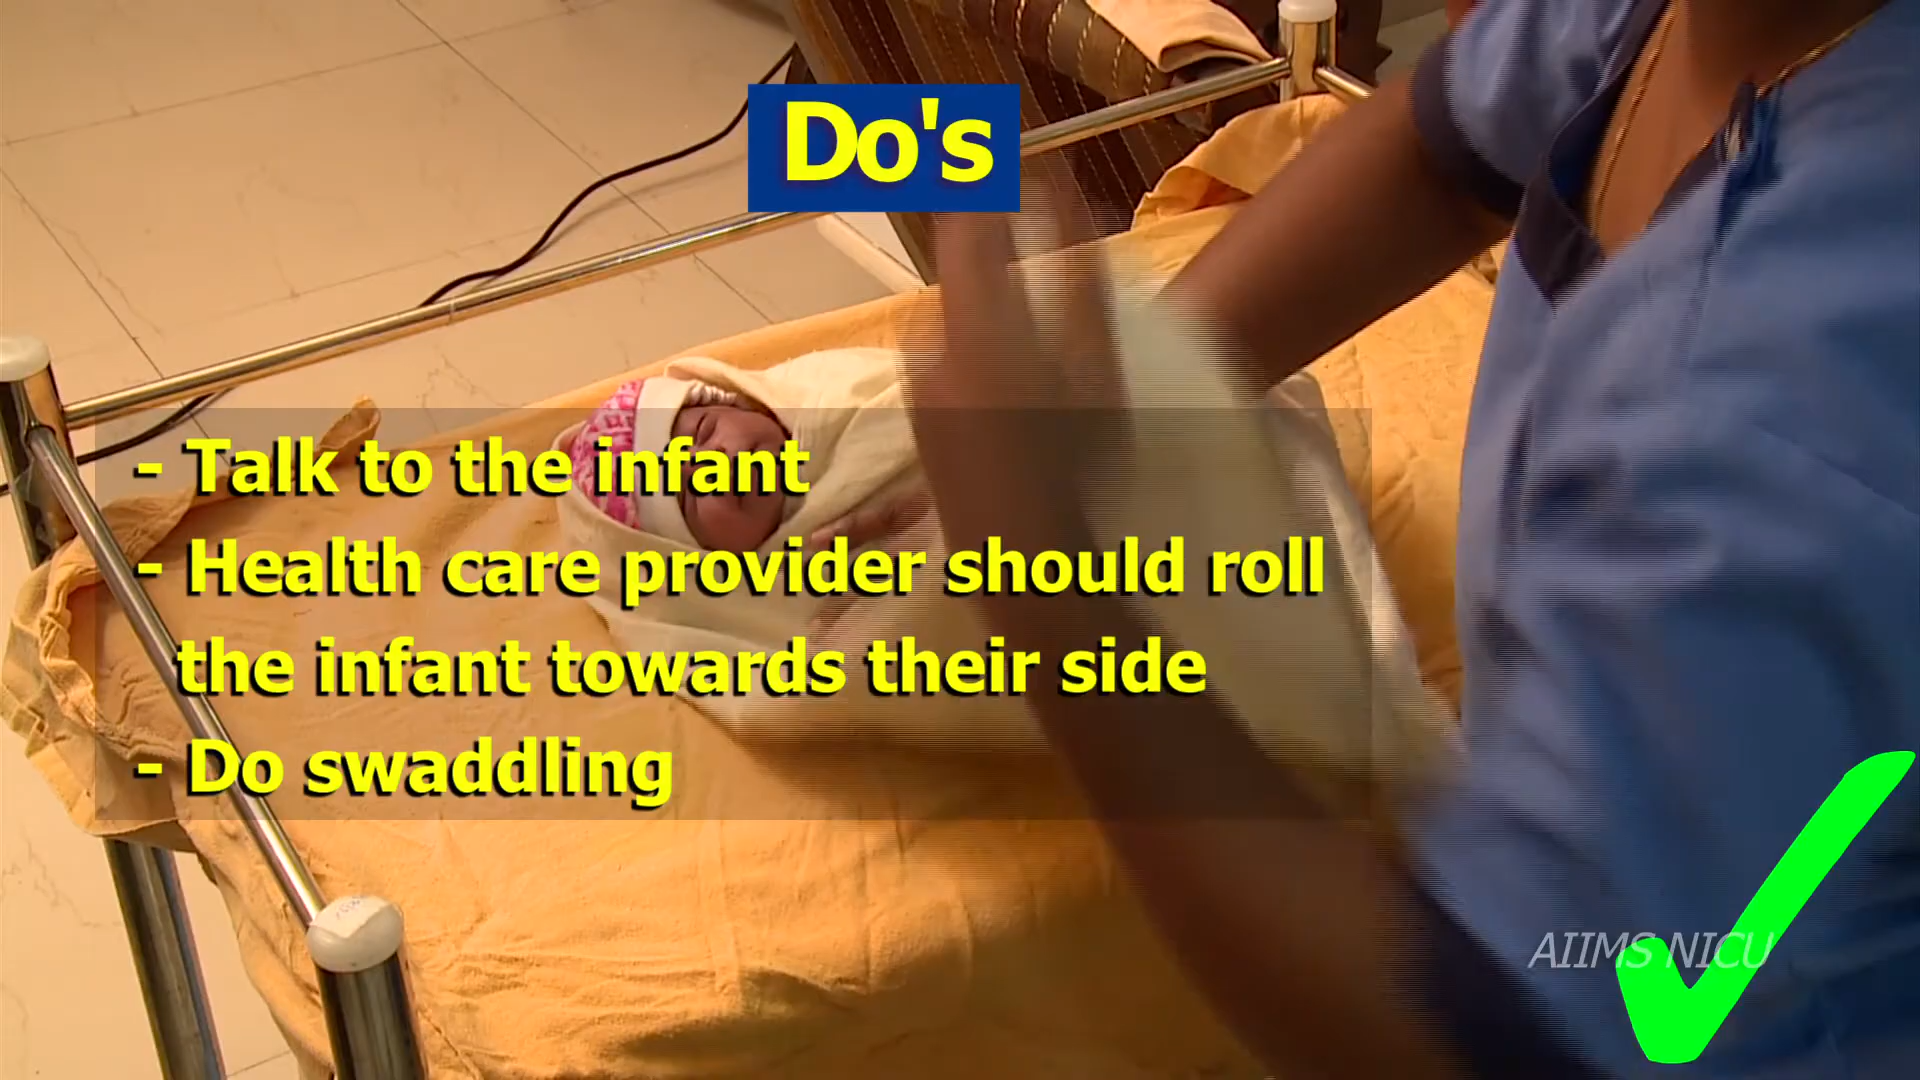 Do's
- Talk to the infant
- Health care provider should roll
the infant towards their side
- Do swaddling
AIIMS NICU